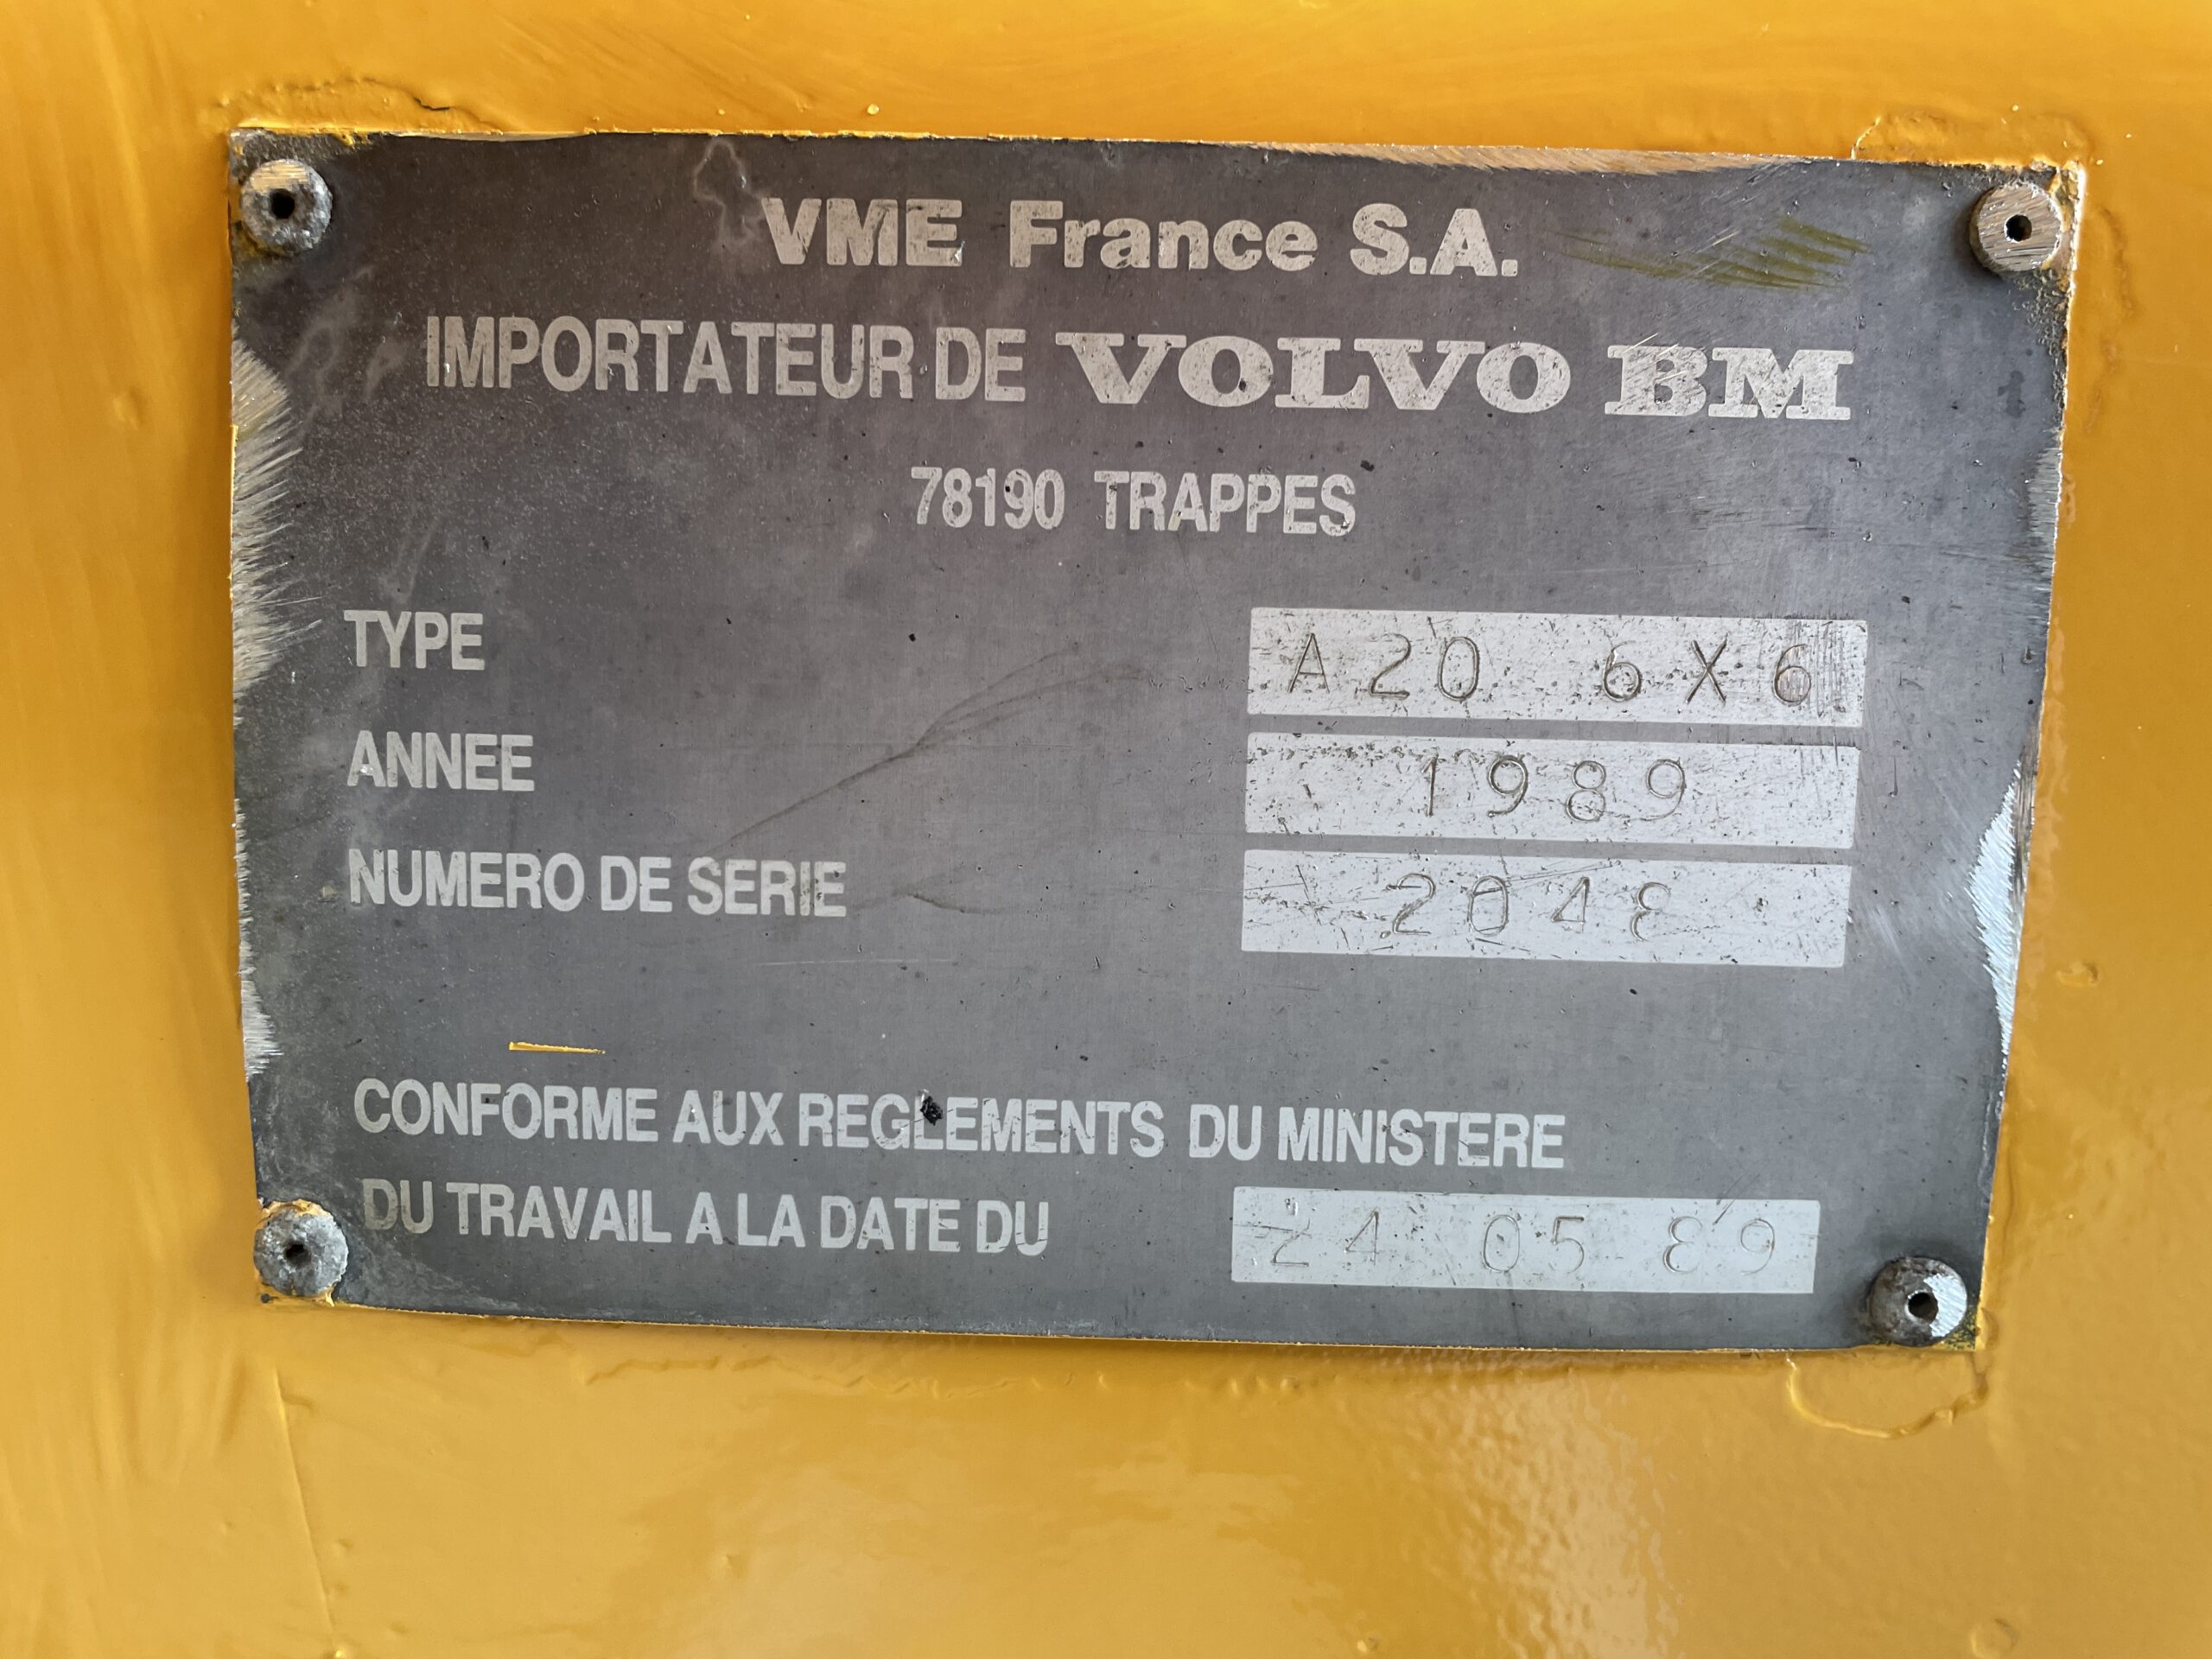 VME France S.A.
IMPORTATEUR DE VOLVO BM
78190 TRAPPES
TYPE A20 6X6
ANNEE 1989
NUMERO DE SERIE 2048
CONFORME AUX REGLEMENTS DU MINISTERE
DU TRAVAIL A LA DATE DU 24 05 89